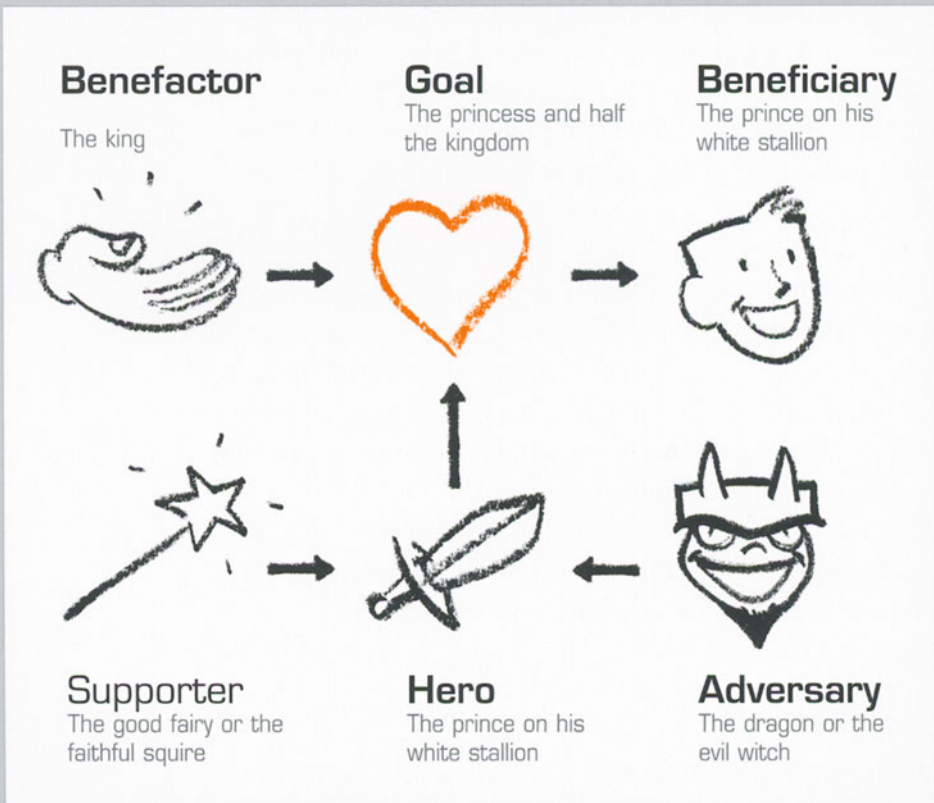 Benefactor
The king
Goal
The princess and half
the kingdom
Beneficiary
The prince on his
white stallion
Supporter
The good fairy or the
faithful squire
Hero
The prince on his
white stallion
Adversary
The dragon or the
evil witch